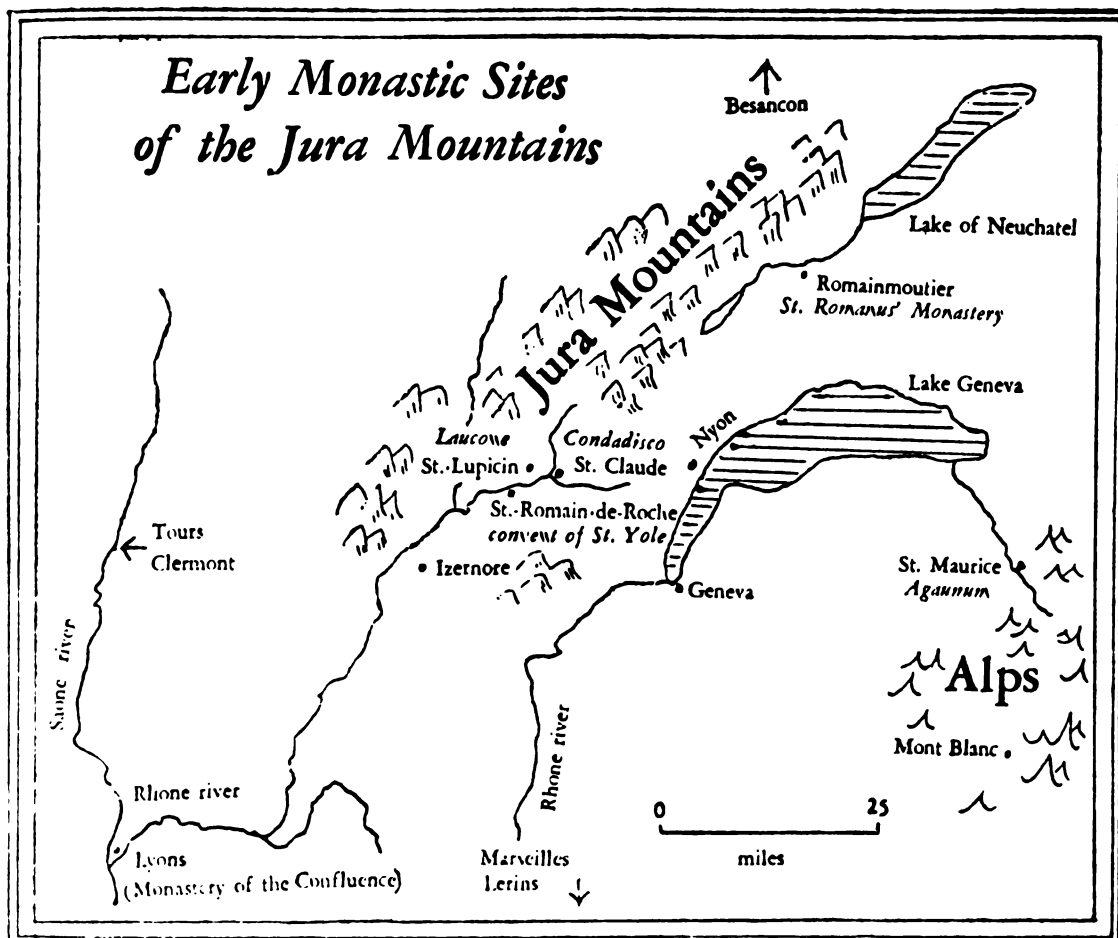 Early Monastic Sites
of the Jura Mountains
Besancon
Jura Mountains
Lake of Neuchatel
Romainmoutier
St. Romanus' Monastery
Lake Geneva
Nyon
Laucone
St.-Lupicin
Condadisco
St. Claude
St.-Romain-de-Roche
convent of St. Yole
Tours
Clermont
Izernore
Geneva
St. Maurice
Agaunum
Alps
Mont Blanc
Saone river
Rhone river
Rhone river
0 25
miles
Lyons
(Monastery of the Confluence)
Marseilles
Lerins